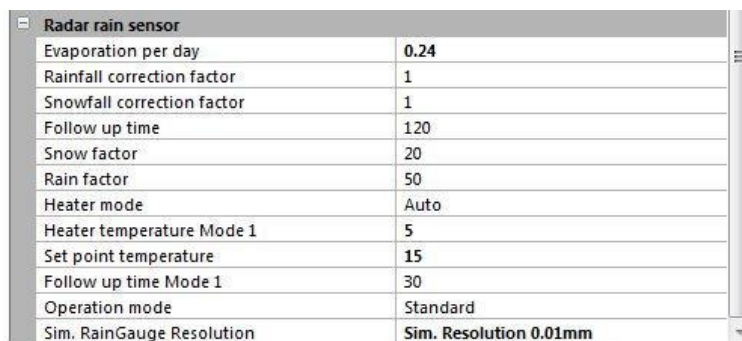 Radar rain sensor
Evaporation per day 0.24
Rainfall correction factor 1
Snowfall correction factor 1
Follow up time 120
Snow factor 20
Rain factor 50
Heater mode Auto
Heater temperature Mode 1 5
Set point temperature 15
Follow up time Mode 1 30
Operation mode Standard
Sim. RainGauge Resolution Sim. Resolution 0.01mm